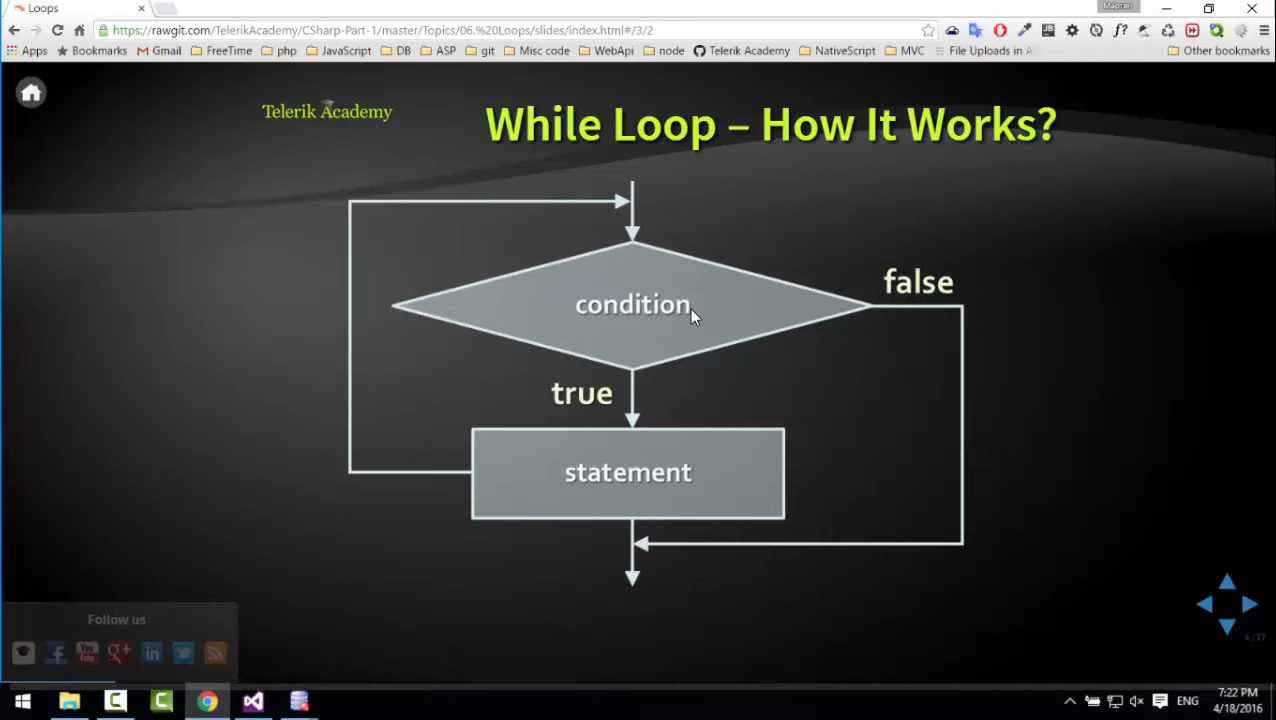 Loops
Мартин
https://rawgit.com/TelerikAcademy/CSharp-Part-1/master/Topics/06.%20Loops/slides/index.html#/3/2
Apps Bookmarks Gmail FreeTime php JavaScript DB ASP git Misc code WebApi node Telerik Academy NativeScript MVC File Uploads in A Other bookmarks
Telerik Academy
While Loop – How It Works?
false
condition
true
statement
Follow us
6 / 57
ENG
7:22 PM
4/18/2016